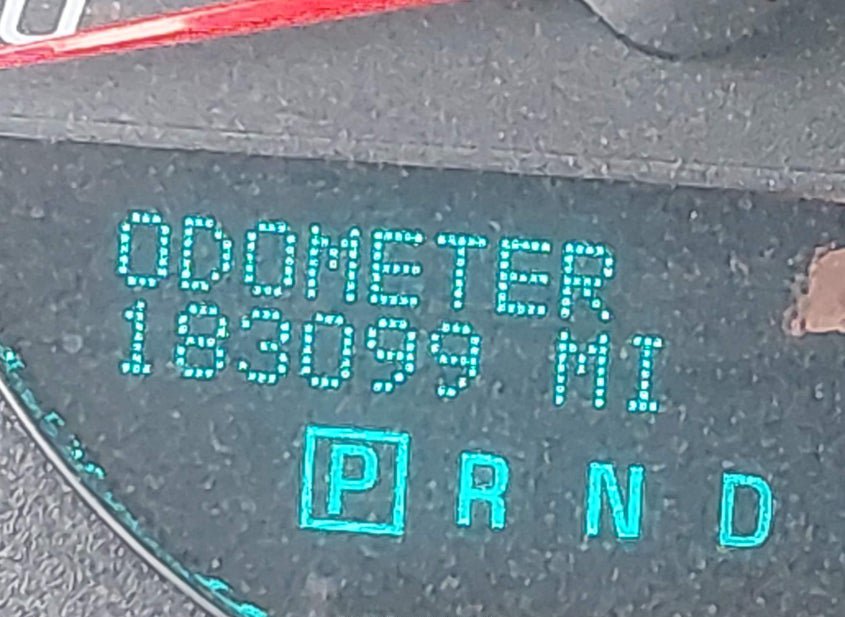 ODOMETER
183099 MI
P R N D